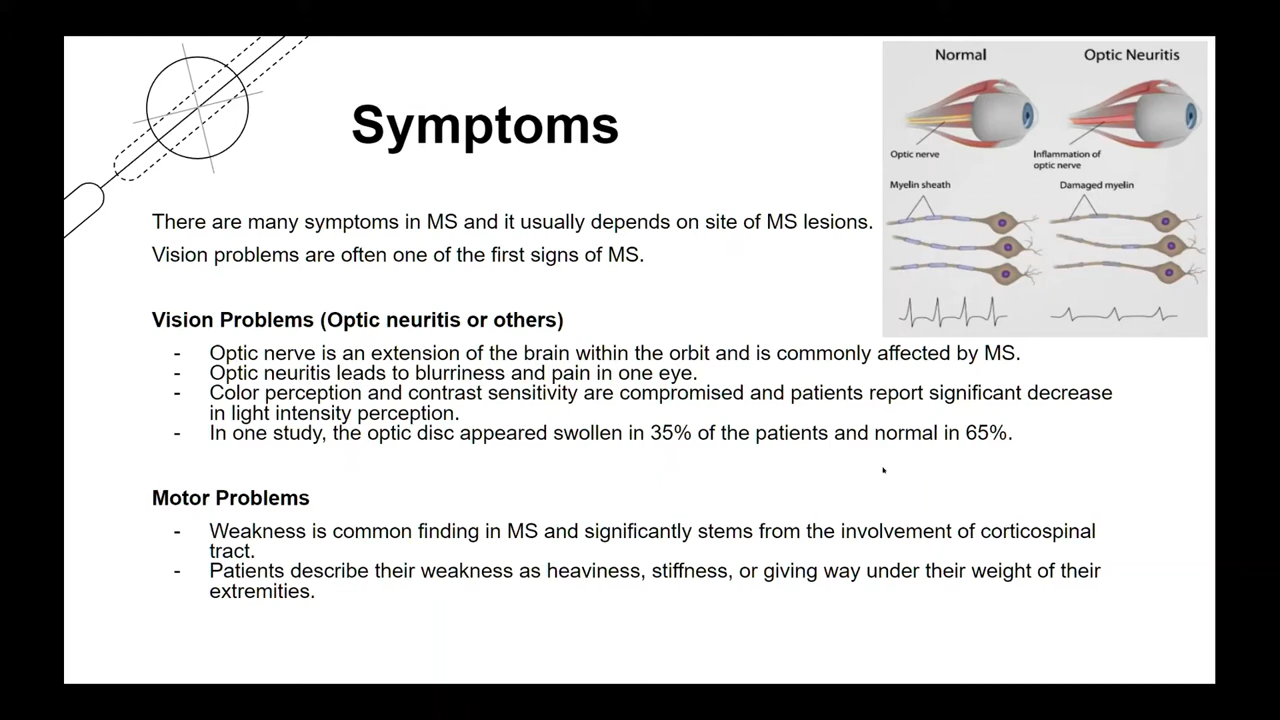 Symptoms
Normal
Optic Neuritis
Optic nerve
Inflammation of
optic nerve
Myelin sheath
Damaged myelin
There are many symptoms in MS and it usually depends on site of MS lesions.
Vision problems are often one of the first signs of MS.
Vision Problems (Optic neuritis or others)
- Optic nerve is an extension of the brain within the orbit and is commonly affected by MS.
- Optic neuritis leads to blurriness and pain in one eye.
- Color perception and contrast sensitivity are compromised and patients report significant decrease
in light intensity perception.
- In one study, the optic disc appeared swollen in 35% of the patients and normal in 65%.
Motor Problems
- Weakness is common finding in MS and significantly stems from the involvement of corticospinal
tract.
- Patients describe their weakness as heaviness, stiffness, or giving way under their weight of their
extremities.